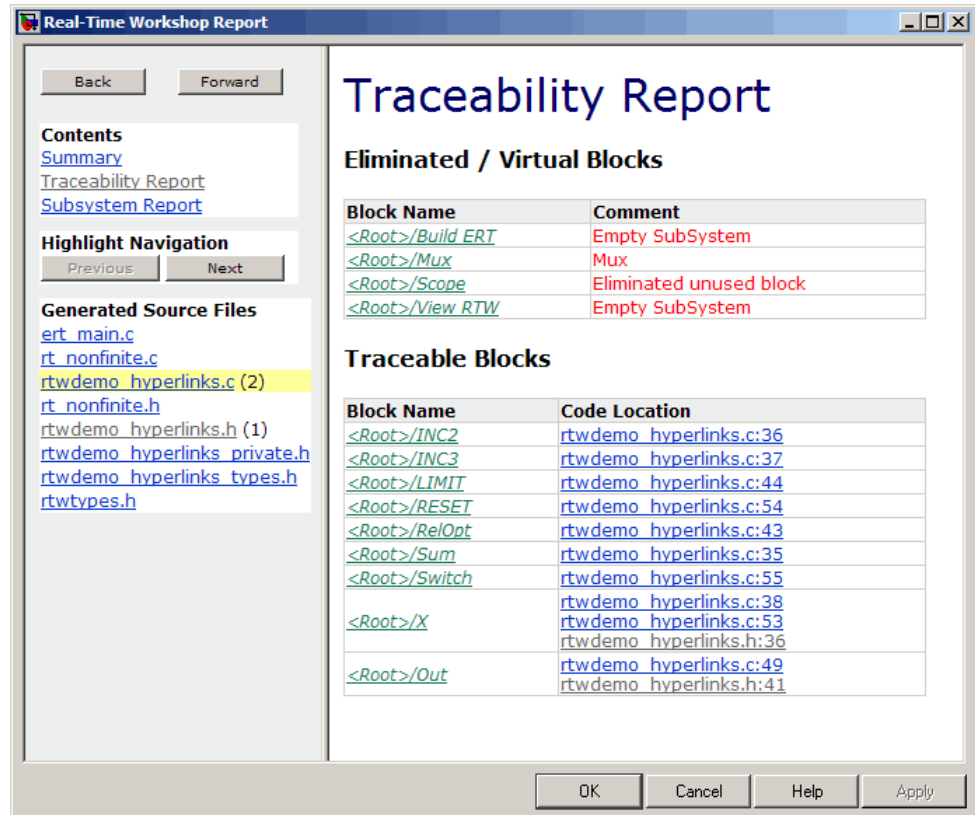 Real-Time Workshop Report
Back Forward
Contents
Summary
Traceability Report
Subsystem Report
Highlight Navigation
Previous Next
Generated Source Files
ert_main.c
rt_nonfinite.c
rtwdemo_hyperlinks.c (2)
rt_nonfinite.h
rtwdemo_hyperlinks.h (1)
rtwdemo_hyperlinks_private.h
rtwdemo_hyperlinks_types.h
rtwtypes.h
Traceability Report
Eliminated / Virtual Blocks
Block Name Comment
<Root>/Build ERT Empty SubSystem
<Root>/Mux Mux
<Root>/Scope Eliminated unused block
<Root>/View RTW Empty SubSystem
Traceable Blocks
Block Name Code Location
<Root>/INC2 rtwdemo_hyperlinks.c:36
<Root>/INC3 rtwdemo_hyperlinks.c:37
<Root>/LIMIT rtwdemo_hyperlinks.c:44
<Root>/RESET rtwdemo_hyperlinks.c:54
<Root>/RelOpt rtwdemo_hyperlinks.c:43
<Root>/Sum rtwdemo_hyperlinks.c:35
<Root>/Switch rtwdemo_hyperlinks.c:55
<Root>/X rtwdemo_hyperlinks.c:38
rtwdemo_hyperlinks.c:53
rtwdemo_hyperlinks.h:36
<Root>/Out rtwdemo_hyperlinks.c:49
rtwdemo_hyperlinks.h:41
OK Cancel Help Apply